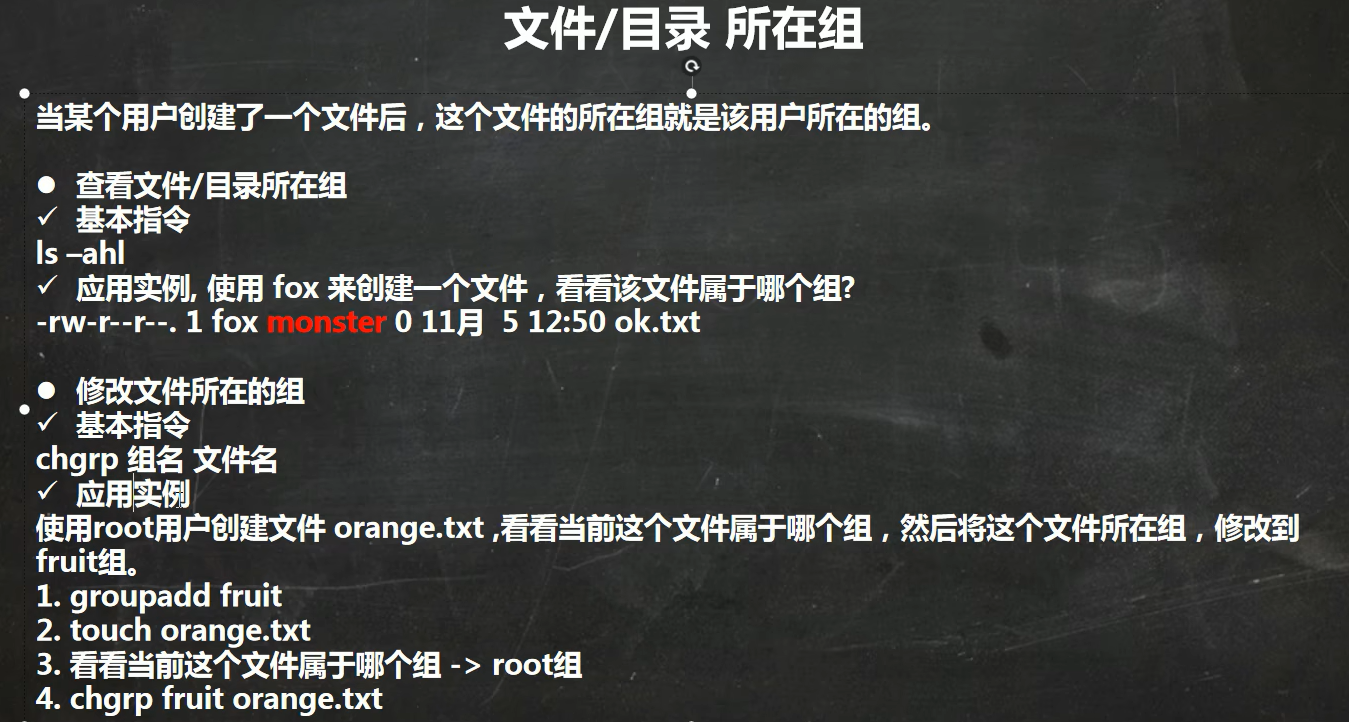 文件/目录 所在组
当某个用户创建了一个文件后，这个文件的所在组就是该用户所在的组。
● 查看文件/目录所在组
✓ 基本指令
ls –ahl
✓ 应用实例, 使用 fox 来创建一个文件，看看该文件属于哪个组?
-rw-r--r--. 1 fox monster 0 11月  5 12:50 ok.txt
● 修改文件所在的组
✓ 基本指令
chgrp 组名 文件名
✓ 应用实例
使用root用户创建文件 orange.txt ,看看当前这个文件属于哪个组，然后将这个文件所在组，修改到
fruit组。
1. groupadd fruit
2. touch orange.txt
3. 看看当前这个文件属于哪个组 -> root组
4. chgrp fruit orange.txt